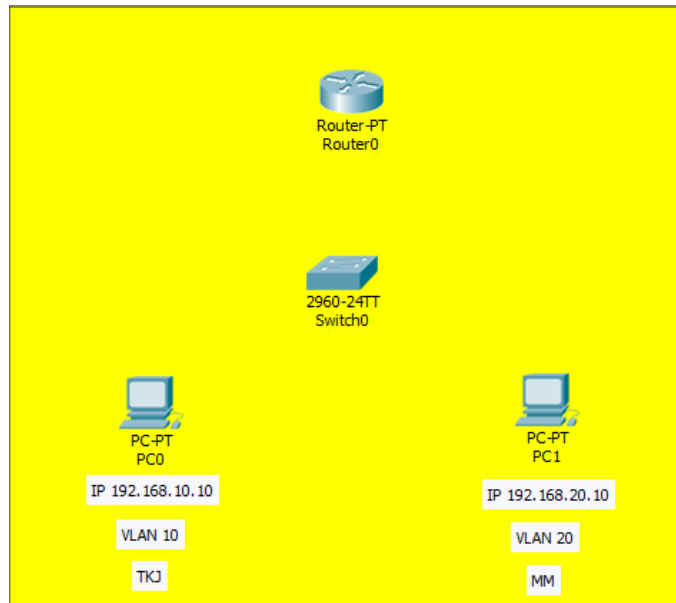 Router-PT
Router0
2960-24TT
Switch0
PC-PT
PC0
IP 192.168.10.10
VLAN 10
TKJ
PC-PT
PC1
IP 192.168.20.10
VLAN 20
MM